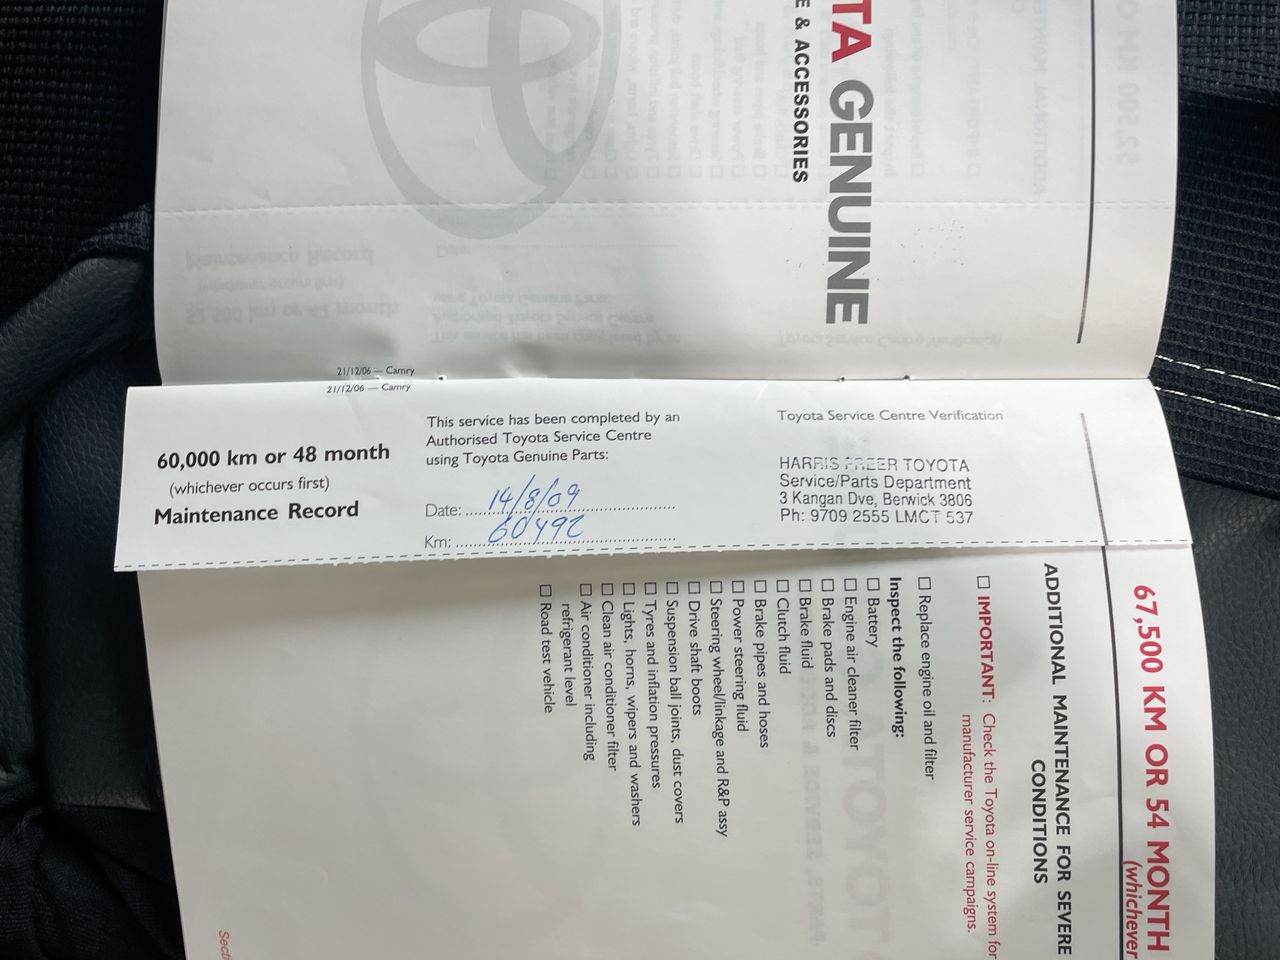 TA GENUINE
E & ACCESSORIES
21/12/06 — Camry
21/12/06 — Camry
60,000 km or 48 month
(whichever occurs first)
Maintenance Record
This service has been completed by an
Authorised Toyota Service Centre
using Toyota Genuine Parts:
Date: 14/8/09
Km: 60492
Toyota Service Centre Verification
HARRIS FREER TOYOTA
Service/Parts Department
3 Kangan Dve, Berwick 3806
Ph: 9709 2555 LMCT 537
67,500 KM OR 54 MONTH
(whichever
ADDITIONAL MAINTENANCE FOR SEVERE
CONDITIONS
☐ IMPORTANT: Check the Toyota on-line system for
manufacturer service campaigns.
☐ Replace engine oil and filter
Inspect the following:
☐ Battery
☐ Engine air cleaner filter
☐ Brake pads and discs
☐ Brake fluid
☐ Clutch fluid
☐ Brake pipes and hoses
☐ Power steering fluid
☐ Steering wheel/linkage and R&P assy
☐ Drive shaft boots
☐ Suspension ball joints, dust covers
☐ Tyres and inflation pressures
☐ Lights, horns, wipers and washers
☐ Clean air conditioner filter
☐ Air conditioner including
refrigerant level
☐ Road test vehicle
Secti